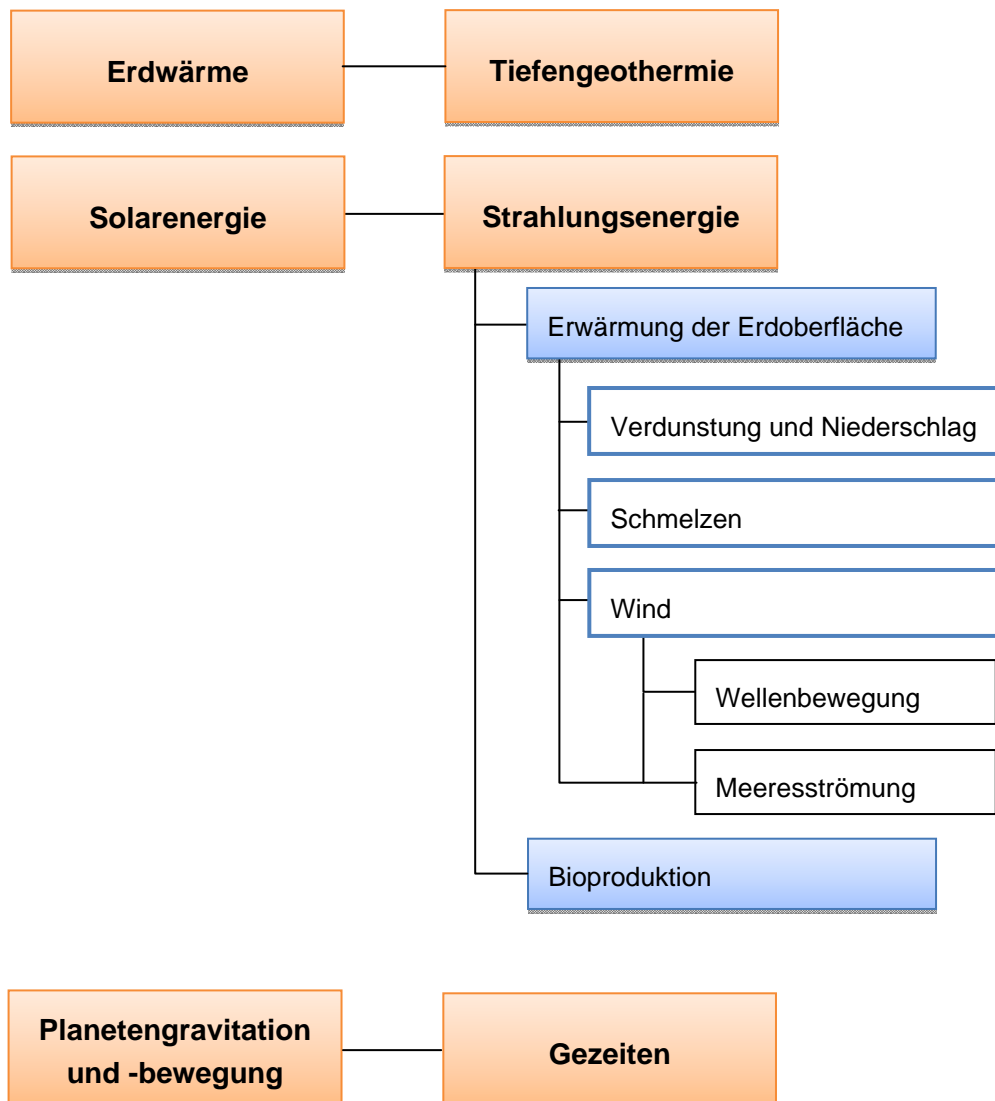 Erdwärme
Tiefengeothermie
Solarenergie
Strahlungsenergie
Erwärmung der Erdoberfläche
Verdunstung und Niederschlag
Schmelzen
Wind
Wellenbewegung
Meeresströmung
Bioproduktion
Planetengravitation
und -bewegung
Gezeiten